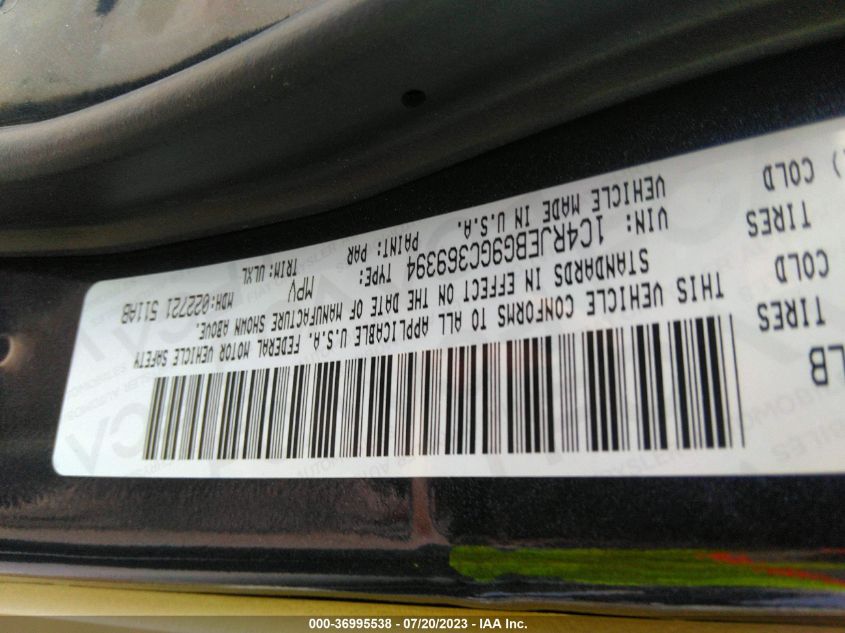 LB
TIRES
COLD
TIRES
COLD
THIS VEHICLE CONFORMS TO ALL APPLICABLE U.S.A. FEDERAL MOTOR VEHICLE SAFETY
STANDARDS IN EFFECT ON THE DATE OF MANUFACTURE SHOWN ABOVE.
VIN: 1C4RJEBG9GC369394 TYPE: MPV MDH:022721 511AB
VEHICLE MADE IN U.S.A. PAINT: PAR TRIM:ULXL
000-36995538 - 07/20/2023 - IAA Inc.